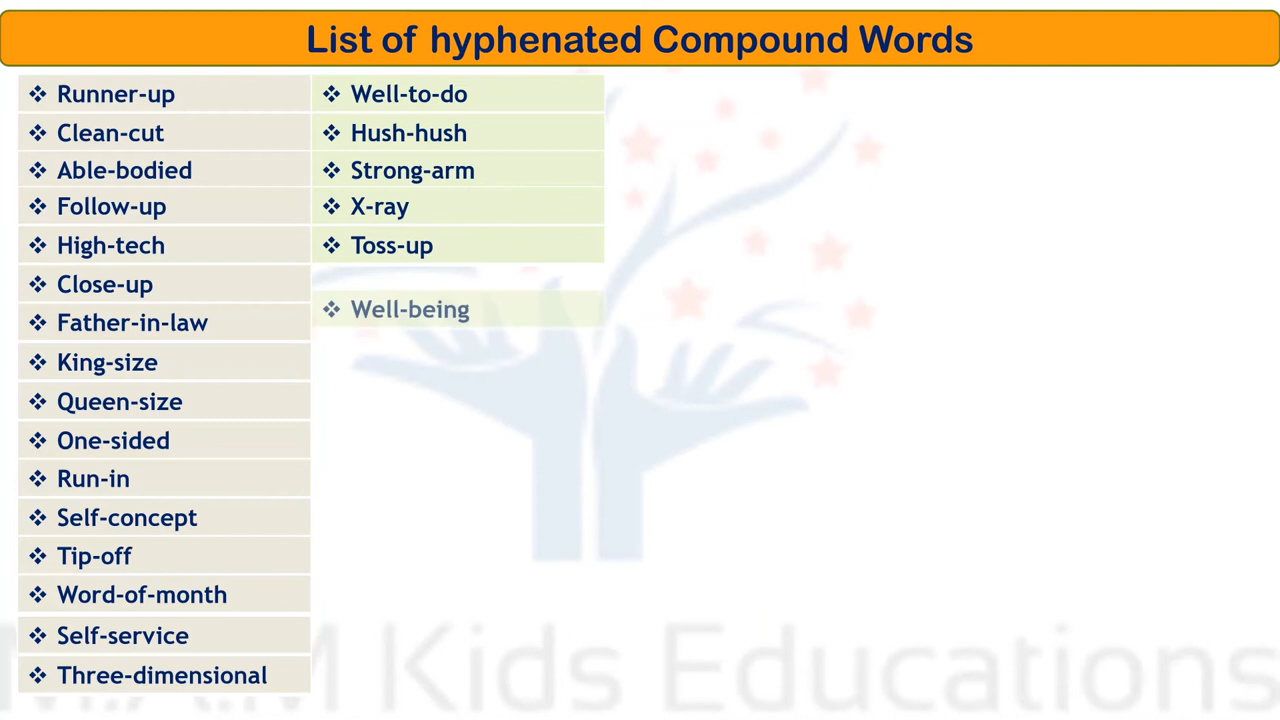 List of hyphenated Compound Words
Runner-up
Clean-cut
Able-bodied
Follow-up
High-tech
Close-up
Father-in-law
King-size
Queen-size
One-sided
Run-in
Self-concept
Tip-off
Word-of-month
Self-service
Three-dimensional
Well-to-do
Hush-hush
Strong-arm
X-ray
Toss-up
Well-being
Kids Educations